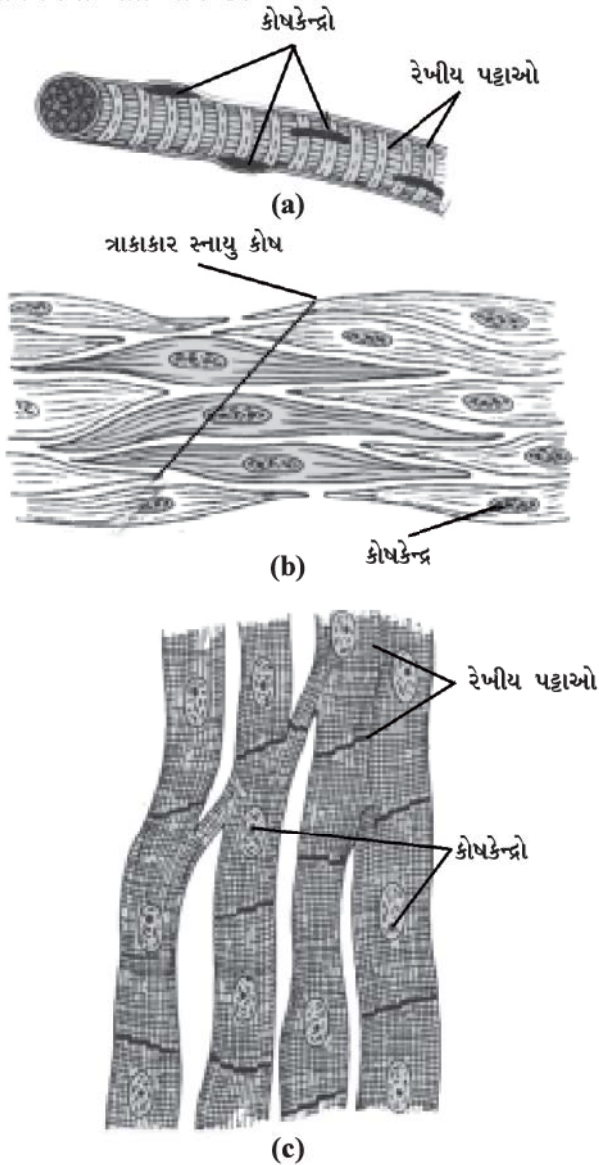 કોષકેન્દ્રો
રેખીય પટ્ટાઓ
(a)
ત્રાકાકાર સ્નાયુ કોષ
કોષકેન્દ્ર
(b)
રેખીય પટ્ટાઓ
કોષકેન્દ્રો
(c)